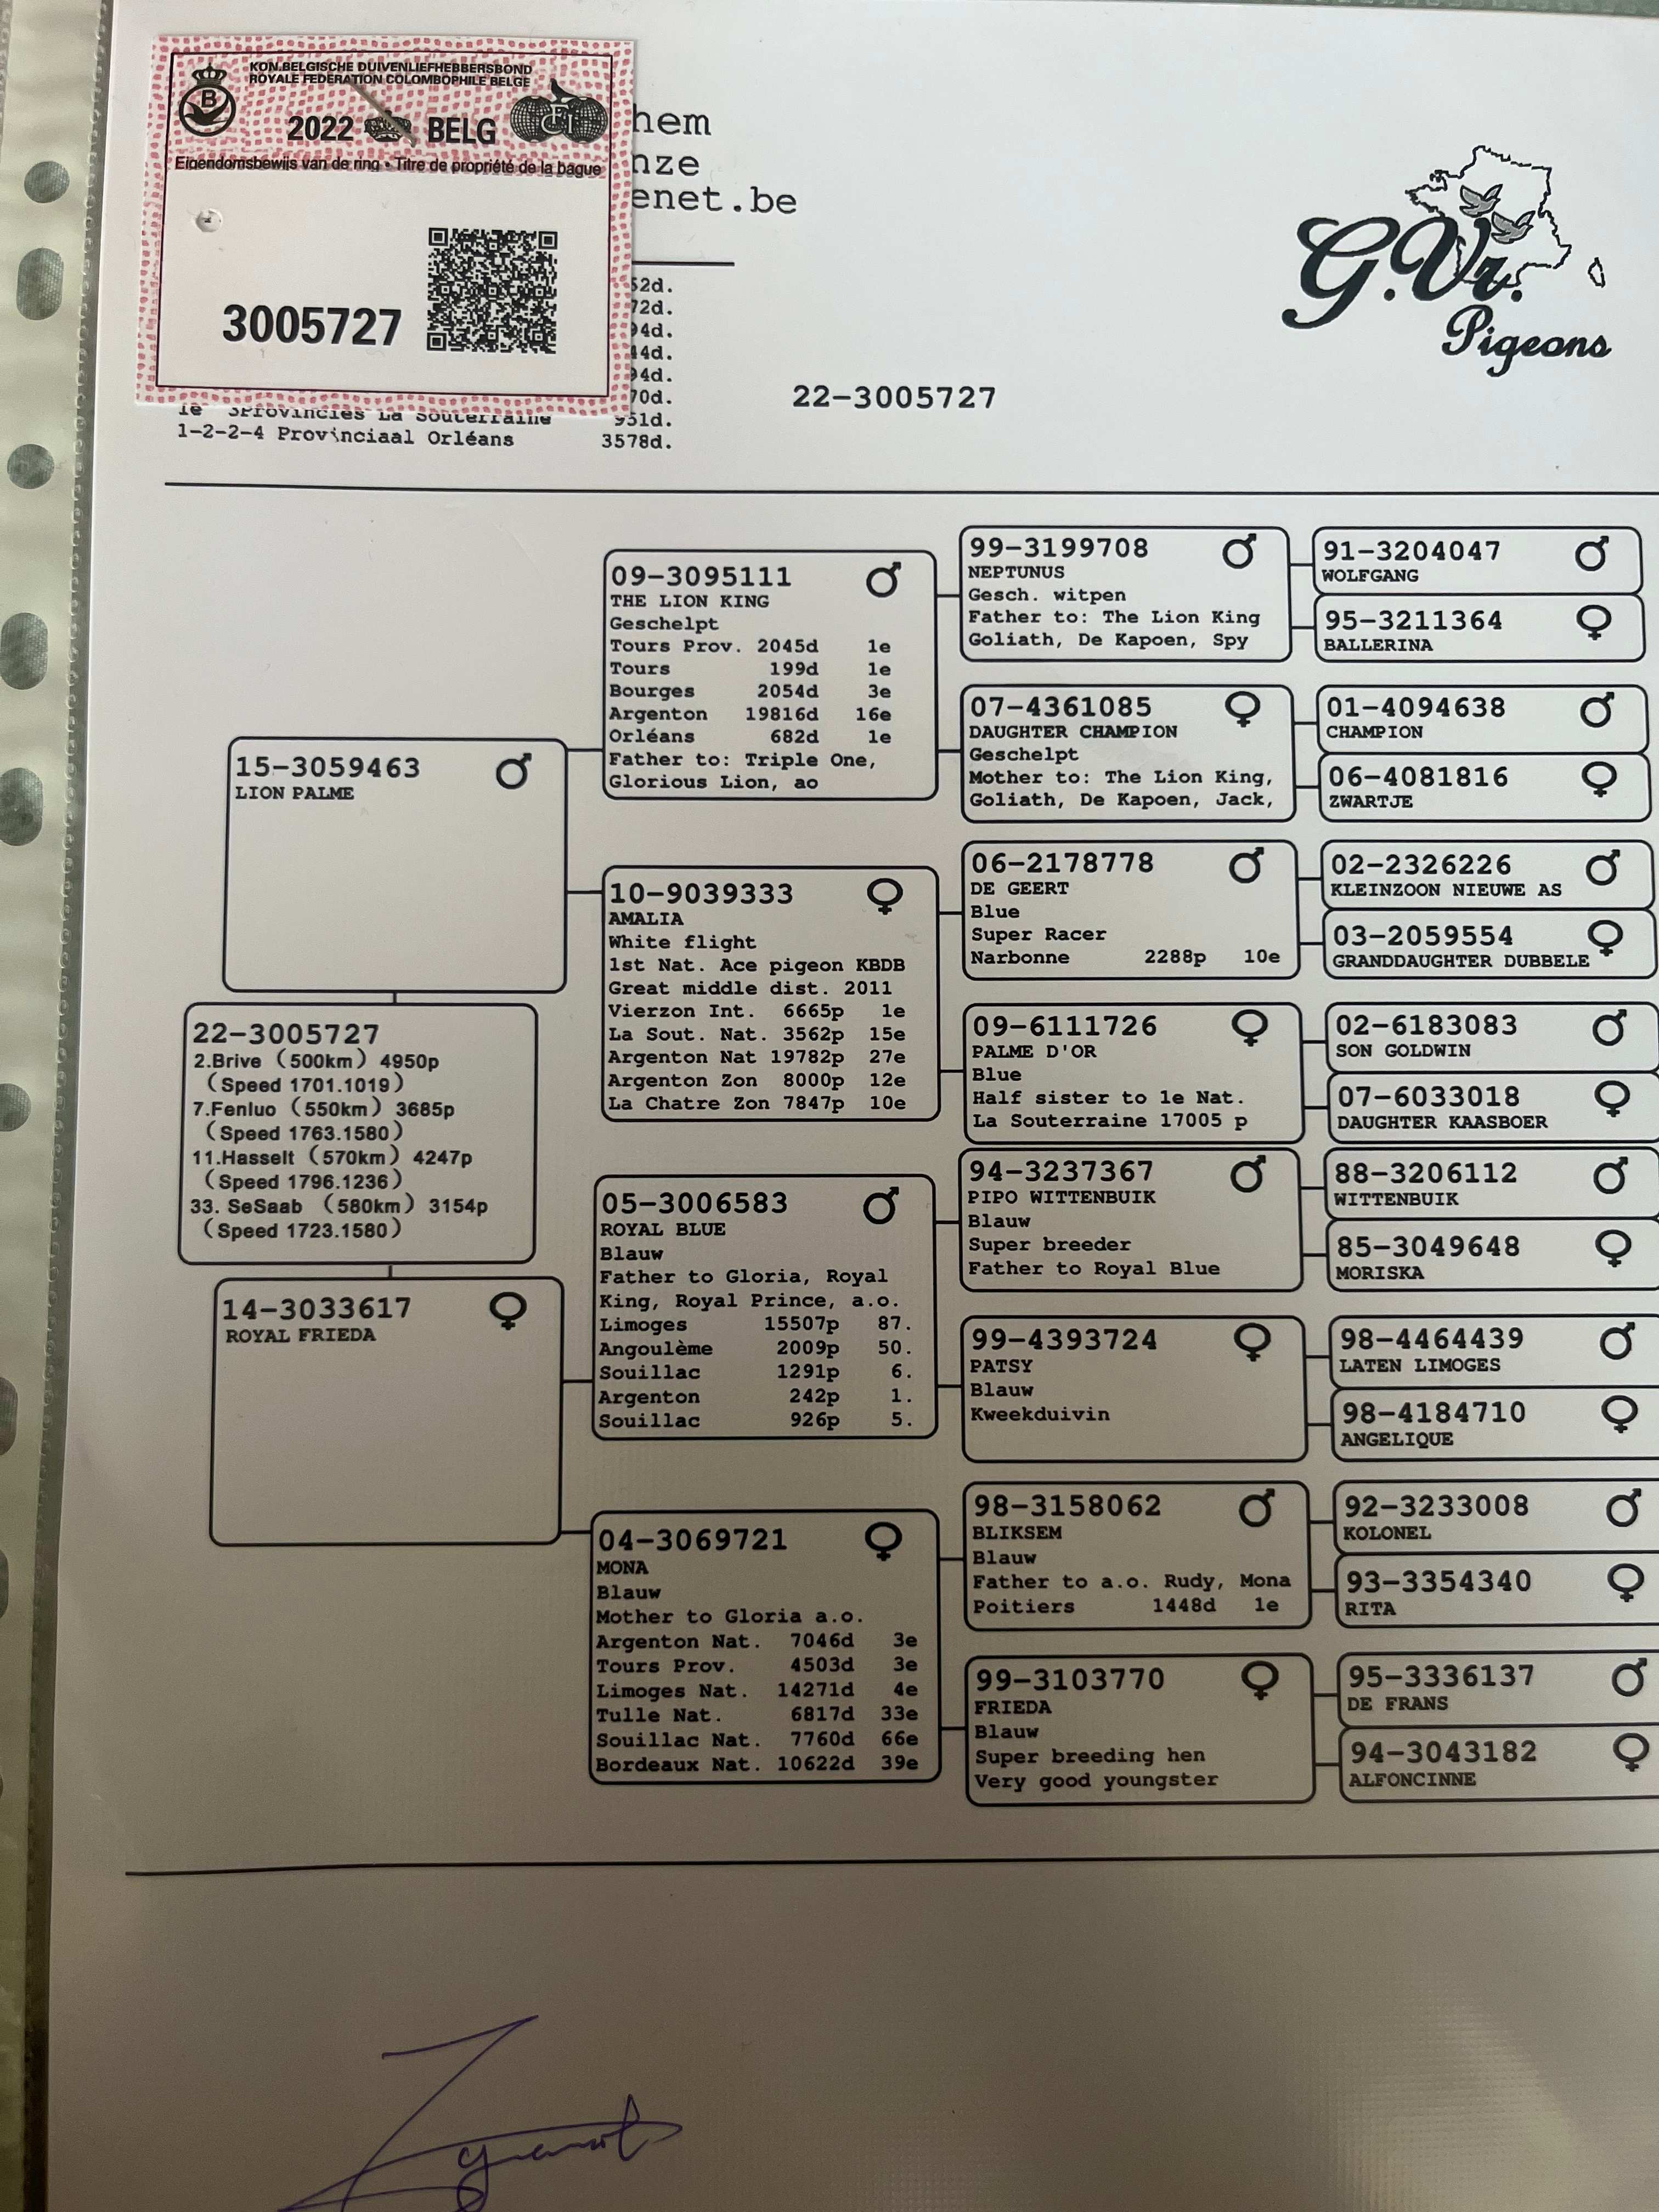 KON.BELGISCHE DUIVENLIEFHEBBERSBOND
ROYALE FEDERATION COLOMBOPHILE BELGE
B
2022 BELG
FCI
Eigendomsbewijs van de ring • Titre de propriété de la bague
3005727
hem
nze
enet.be
52d.
72d.
94d.
44d.
94d.
70d.
1e 3Provincies La Souterraine 951d.
1-2-2-4 Provinciaal Orléans 3578d.
22-3005727
G.Vr.
Pigeons
15-3059463 ♂
LION PALME
22-3005727
2.Brive (500km) 4950p
(Speed 1701.1019)
7.Fenluo (550km) 3685p
(Speed 1763.1580)
11.Hasselt (570km) 4247p
(Speed 1796.1236)
33. SeSaab (580km) 3154p
(Speed 1723.1580)
14-3033617 ♀
ROYAL FRIEDA
09-3095111 ♂
THE LION KING
Geschelpt
Tours Prov. 2045d 1e
Tours 199d 1e
Bourges 2054d 3e
Argenton 19816d 16e
Orléans 682d 1e
Father to: Triple One,
Glorious Lion, ao
10-9039333 ♀
AMALIA
White flight
1st Nat. Ace pigeon KBDB
Great middle dist. 2011
Vierzon Int. 6665p 1e
La Sout. Nat. 3562p 15e
Argenton Nat 19782p 27e
Argenton Zon 8000p 12e
La Chatre Zon 7847p 10e
05-3006583 ♂
ROYAL BLUE
Blauw
Father to Gloria, Royal
King, Royal Prince, a.o.
Limoges 15507p 87.
Angoulème 2009p 50.
Souillac 1291p 6.
Argenton 242p 1.
Souillac 926p 5.
04-3069721 ♀
MONA
Blauw
Mother to Gloria a.o.
Argenton Nat. 7046d 3e
Tours Prov. 4503d 3e
Limoges Nat. 14271d 4e
Tulle Nat. 6817d 33e
Souillac Nat. 7760d 66e
Bordeaux Nat. 10622d 39e
99-3199708 ♂
NEPTUNUS
Gesch. witpen
Father to: The Lion King
Goliath, De Kapoen, Spy
07-4361085 ♀
DAUGHTER CHAMPION
Geschelpt
Mother to: The Lion King,
Goliath, De Kapoen, Jack,
06-2178778 ♂
DE GEERT
Blue
Super Racer
Narbonne 2288p 10e
09-6111726 ♀
PALME D'OR
Blue
Half sister to 1e Nat.
La Souterraine 17005 p
94-3237367 ♂
PIPO WITTENBUIK
Blauw
Super breeder
Father to Royal Blue
99-4393724 ♀
PATSY
Blauw
Kweekduivin
98-3158062 ♂
BLIKSEM
Blauw
Father to a.o. Rudy, Mona
Poitiers 1448d 1e
99-3103770 ♀
FRIEDA
Blauw
Super breeding hen
Very good youngster
91-3204047 ♂
WOLFGANG
95-3211364 ♀
BALLERINA
01-4094638 ♂
CHAMPION
06-4081816 ♀
ZWARTJE
02-2326226 ♂
KLEINZOON NIEUWE AS
03-2059554 ♀
GRANDDAUGHTER DUBBELE
02-6183083 ♂
SON GOLDWIN
07-6033018 ♀
DAUGHTER KAASBOER
88-3206112 ♂
WITTENBUIK
85-3049648 ♀
MORISKA
98-4464439 ♂
LATEN LIMOGES
98-4184710 ♀
ANGELIQUE
92-3233008 ♂
KOLONEL
93-3354340 ♀
RITA
95-3336137 ♂
DE FRANS
94-3043182 ♀
ALFONCINNE